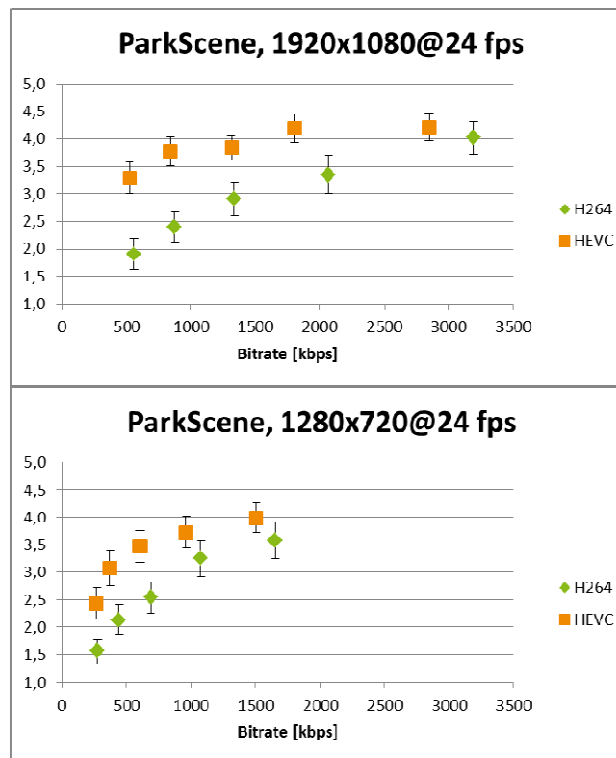 ParkScene, 1920x1080@24 fps
5,0
4,5
4,0
3,5
3,0
2,5
2,0
1,5
1,0
0 500 1000 1500 2000 2500 3000 3500
Bitrate [kbps]
H264
HEVC
ParkScene, 1280x720@24 fps
5,0
4,5
4,0
3,5
3,0
2,5
2,0
1,5
1,0
0 500 1000 1500 2000 2500 3000 3500
Bitrate [kbps]
H264
HEVC